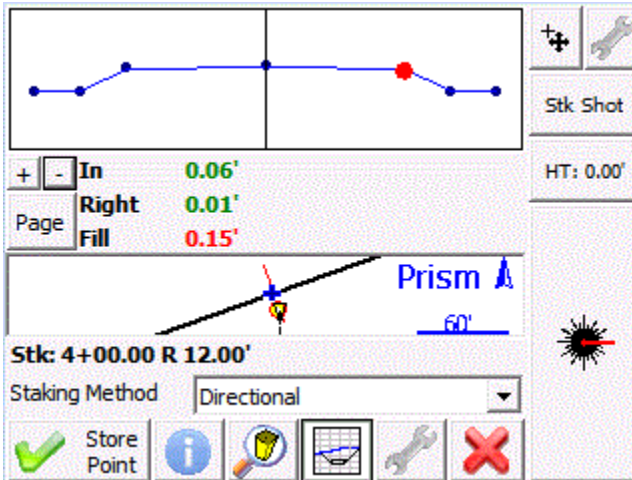 Stk Shot
HT: 0.00'
+ - In 0.06'
Page Right 0.01'
Fill 0.15'
Prism
60'
Stk: 4+00.00 R 12.00'
Staking Method Directional
Store
Point